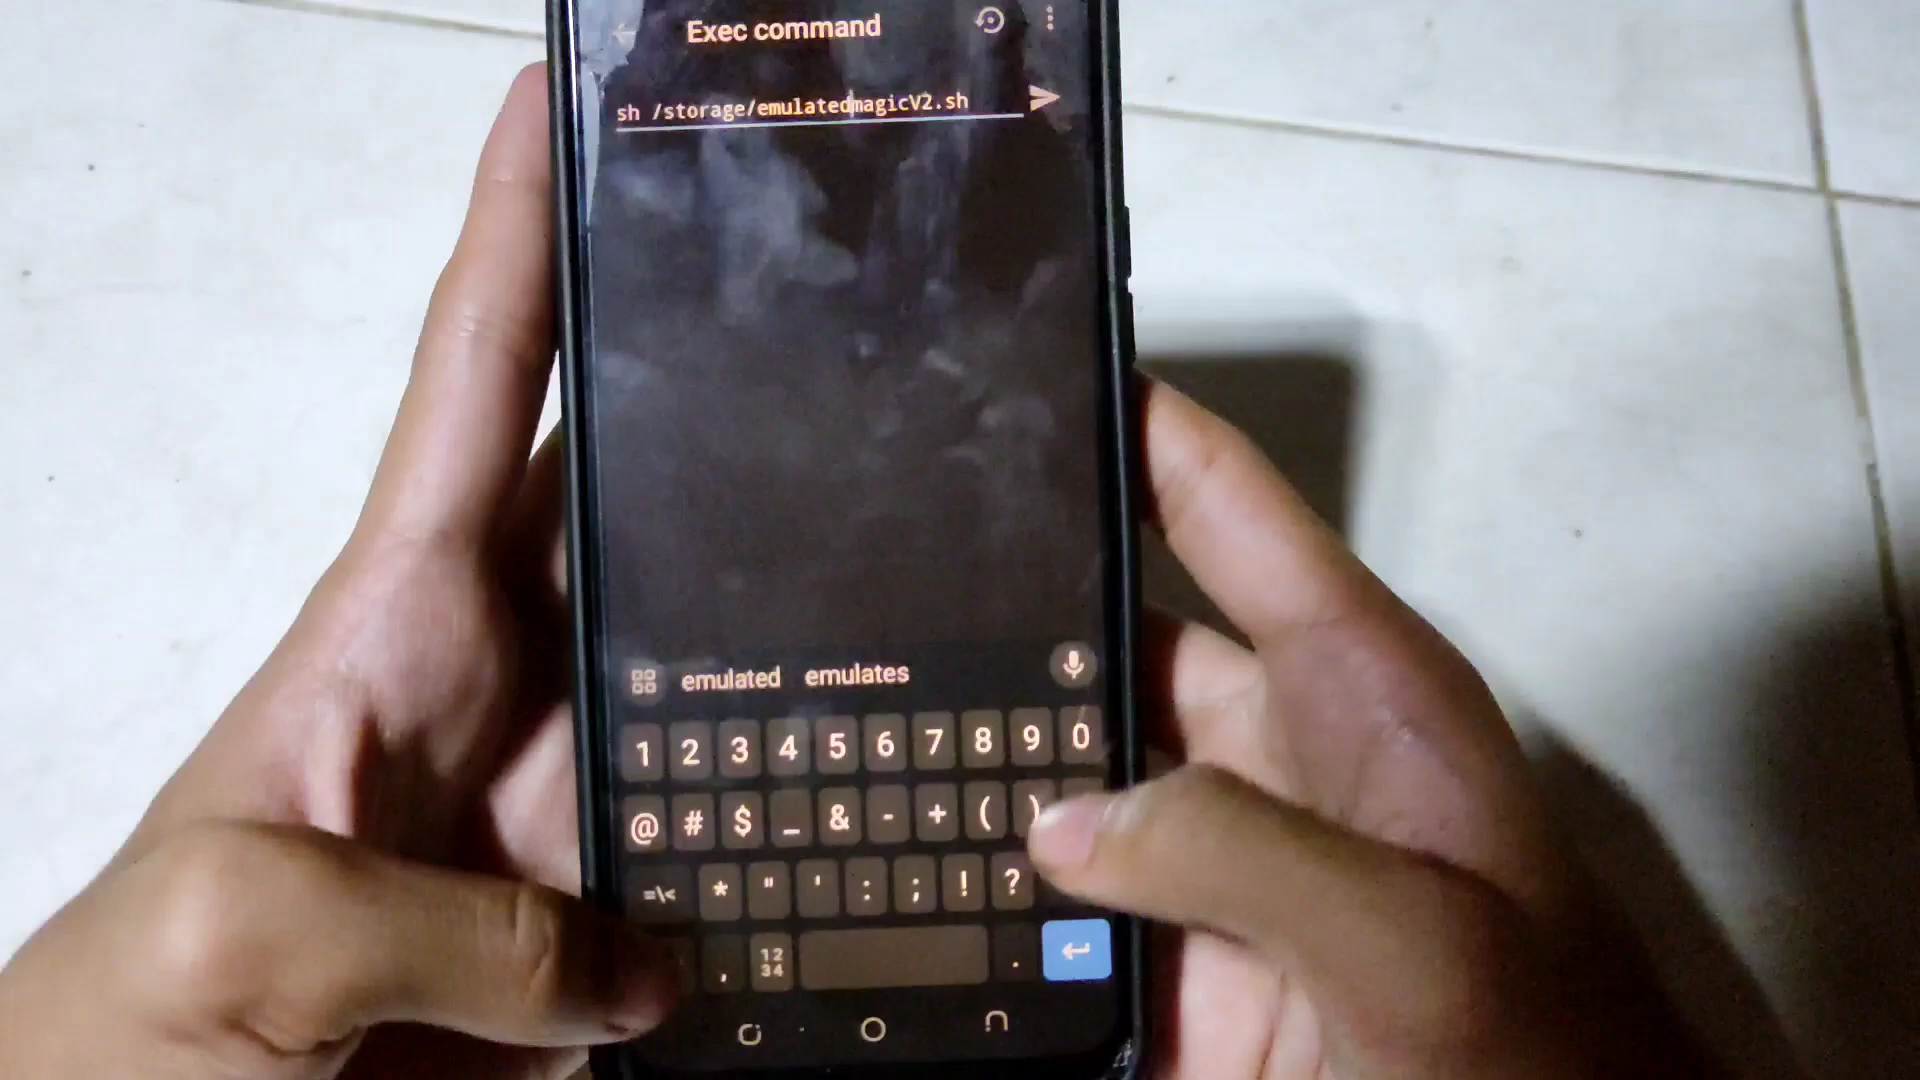 Exec command
sh /storage/emulatedmagicV2.sh
emulated emulates
1 2 3 4 5 6 7 8 9 0
@ # $ _ & - + ( )
=\< * " ' : ; ! ?
, 12 34 .